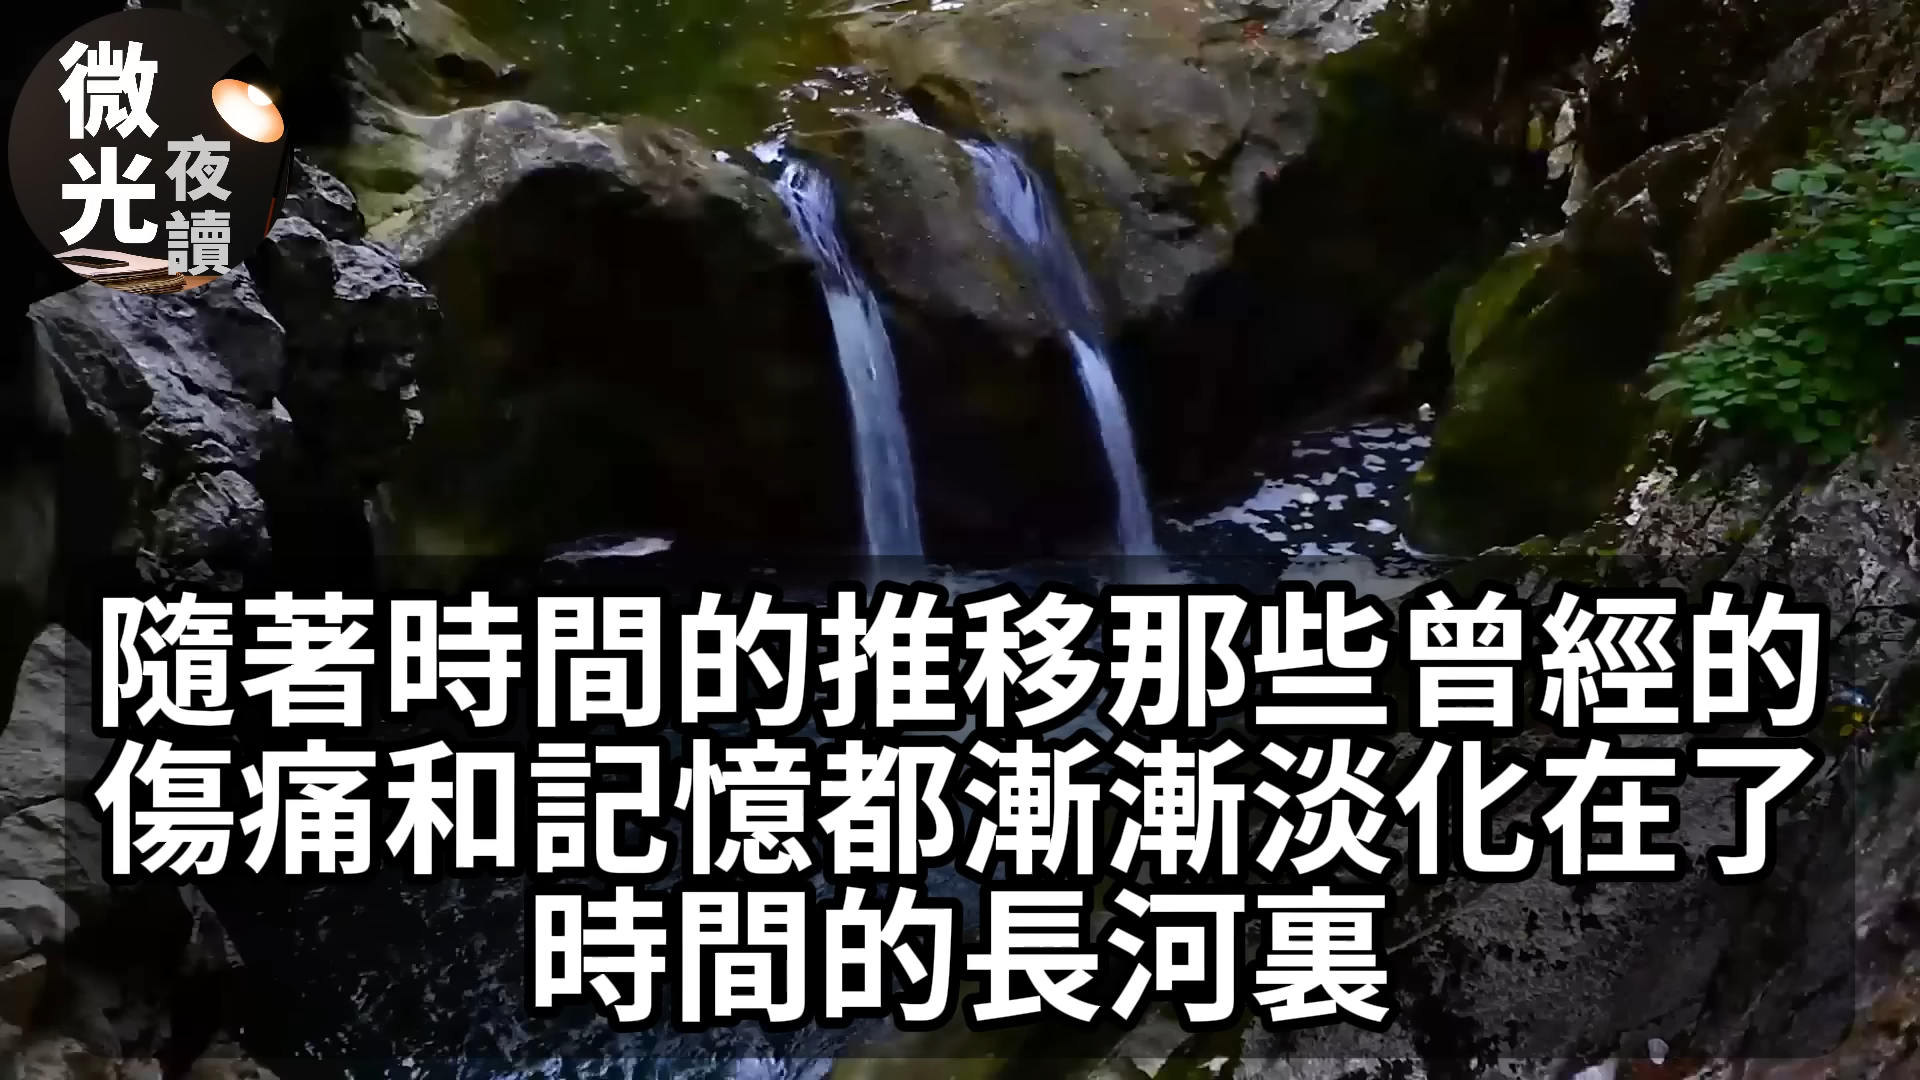 微光
夜讀
隨著時間的推移那些曾經的
傷痛和記憶都漸漸淡化在了
時間的長河裏